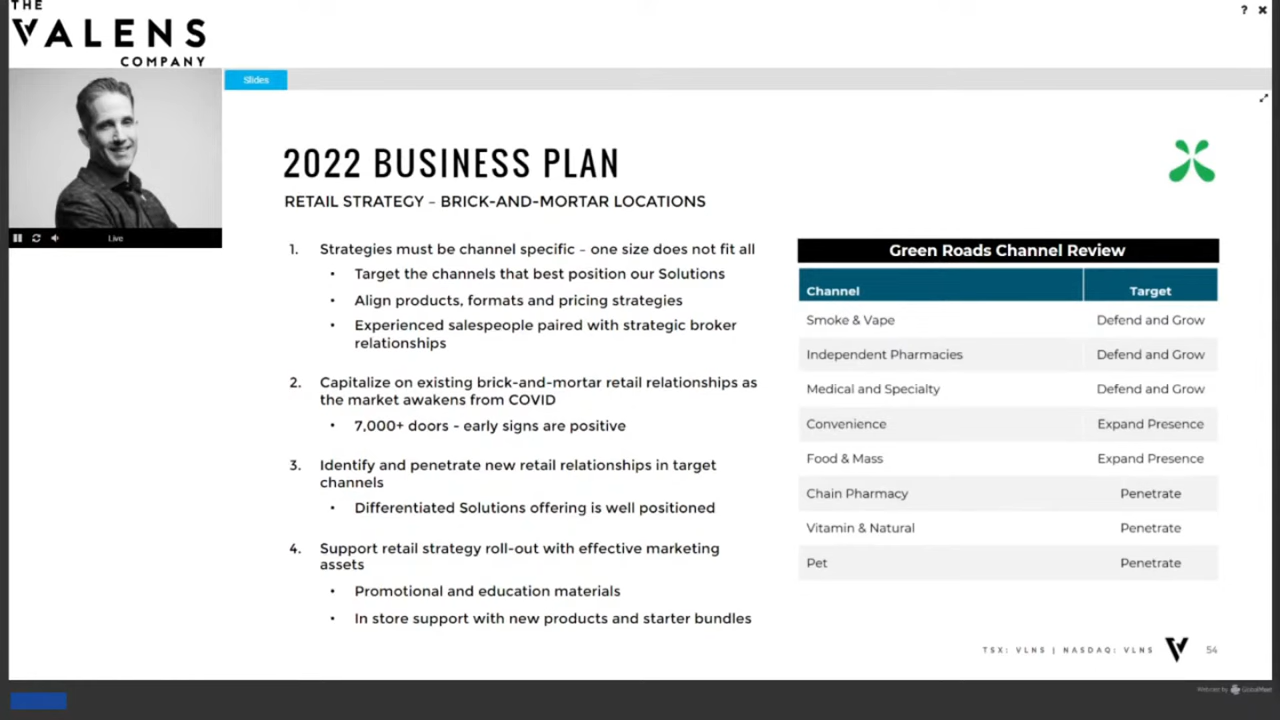 THE
VALENS
COMPANY
? ×
Slides
Live
2022 BUSINESS PLAN
RETAIL STRATEGY – BRICK-AND-MORTAR LOCATIONS
1. Strategies must be channel specific – one size does not fit all
• Target the channels that best position our Solutions
• Align products, formats and pricing strategies
• Experienced salespeople paired with strategic broker
relationships
2. Capitalize on existing brick-and-mortar retail relationships as
the market awakens from COVID
• 7,000+ doors - early signs are positive
3. Identify and penetrate new retail relationships in target
channels
• Differentiated Solutions offering is well positioned
4. Support retail strategy roll-out with effective marketing
assets
• Promotional and education materials
• In store support with new products and starter bundles
Green Roads Channel Review
Channel Target
Smoke & Vape Defend and Grow
Independent Pharmacies Defend and Grow
Medical and Specialty Defend and Grow
Convenience Expand Presence
Food & Mass Expand Presence
Chain Pharmacy Penetrate
Vitamin & Natural Penetrate
Pet Penetrate
TSX: VLNS | NASDAQ: VLNS 54
Webcast by GlobalMeet